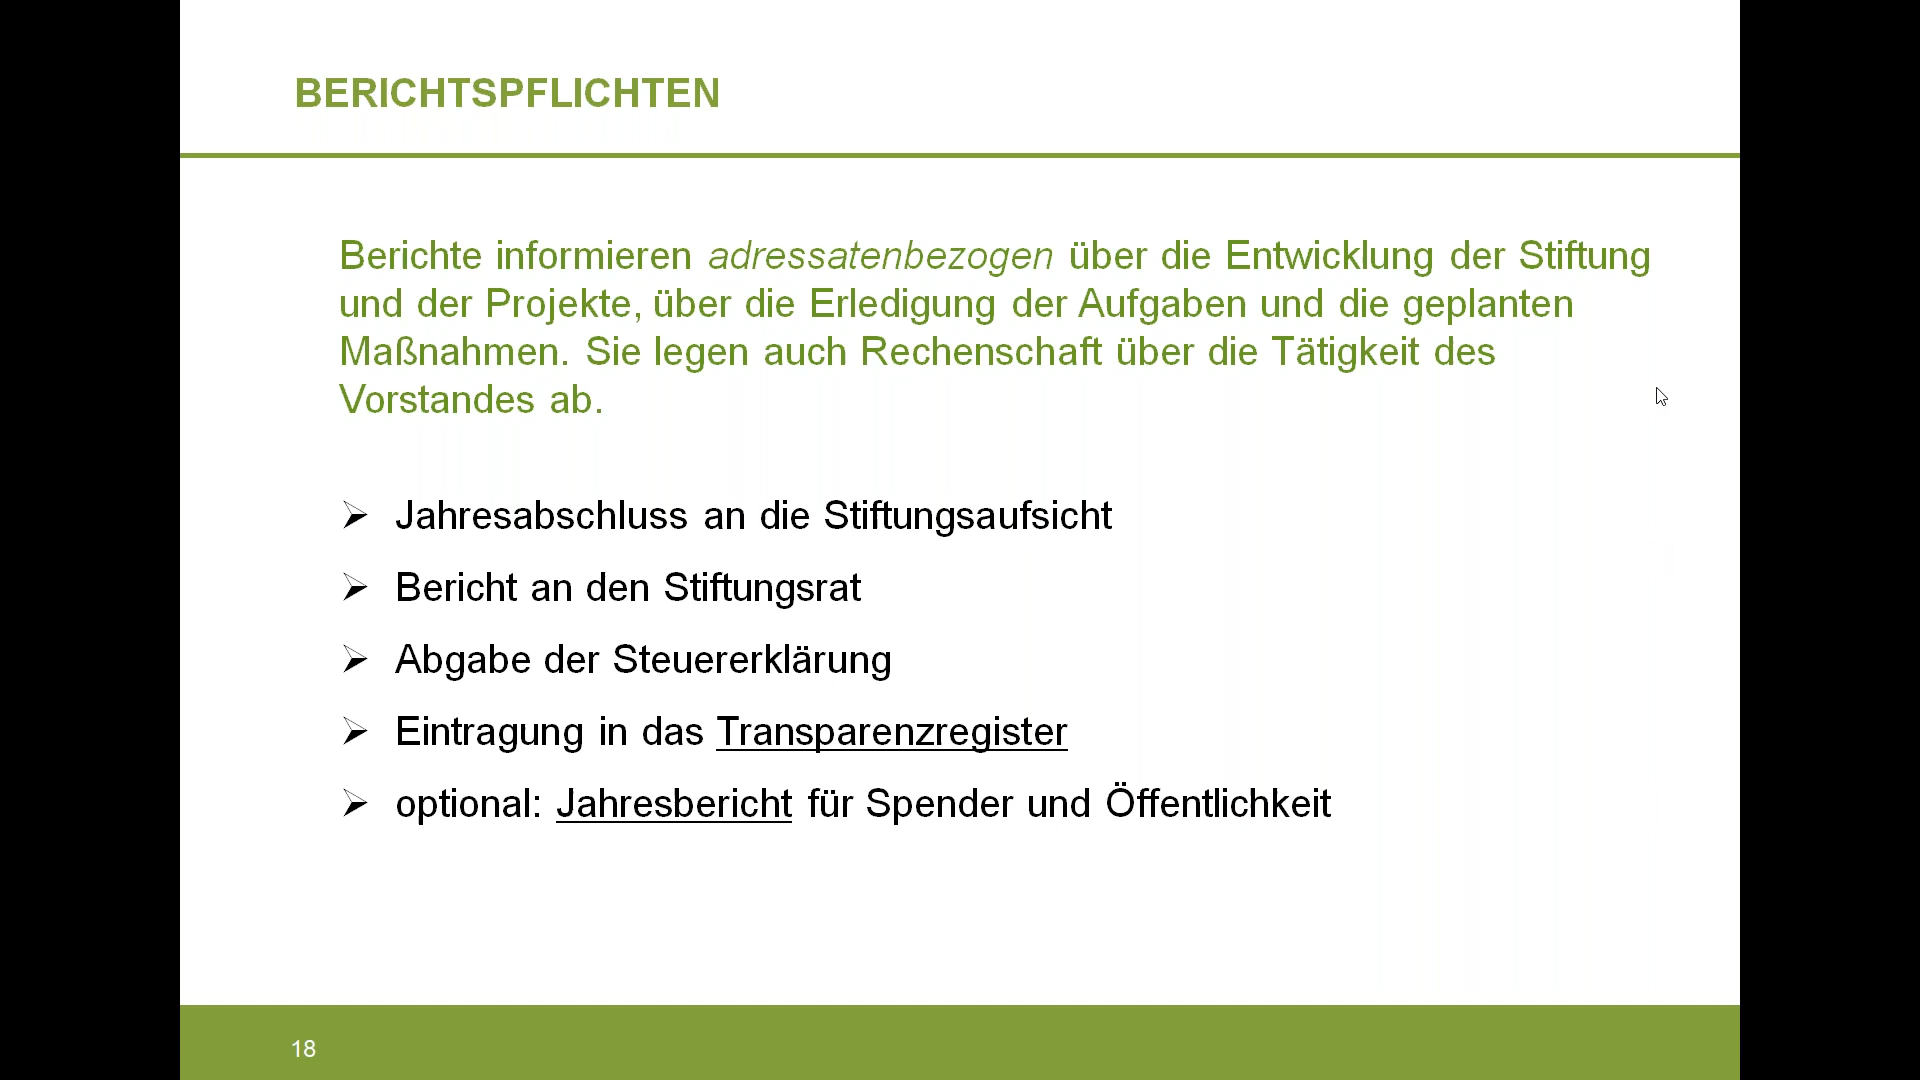 BERICHTSPFLICHTEN
Berichte informieren adressatenbezogen über die Entwicklung der Stiftung
und der Projekte, über die Erledigung der Aufgaben und die geplanten
Maßnahmen. Sie legen auch Rechenschaft über die Tätigkeit des
Vorstandes ab.
➢ Jahresabschluss an die Stiftungsaufsicht
➢ Bericht an den Stiftungsrat
➢ Abgabe der Steuererklärung
➢ Eintragung in das Transparenzregister
➢ optional: Jahresbericht für Spender und Öffentlichkeit
18